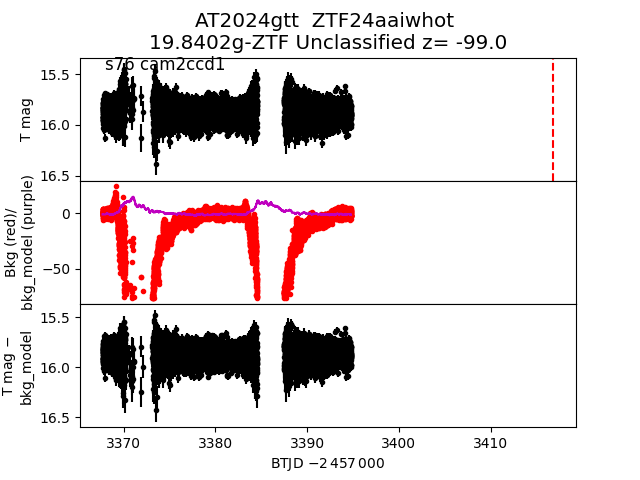 AT2024gtt  ZTF24aaiwhot
19.8402g-ZTF Unclassified z= -99.0
s76 cam2ccd1
15.5
16.0
16.5
T mag
0
−50
Bkg (red)/
bkg_model (purple)
15.5
16.0
16.5
T mag −
bkg_model
3370
3380
3390
3400
3410
BTJD −2 457 000